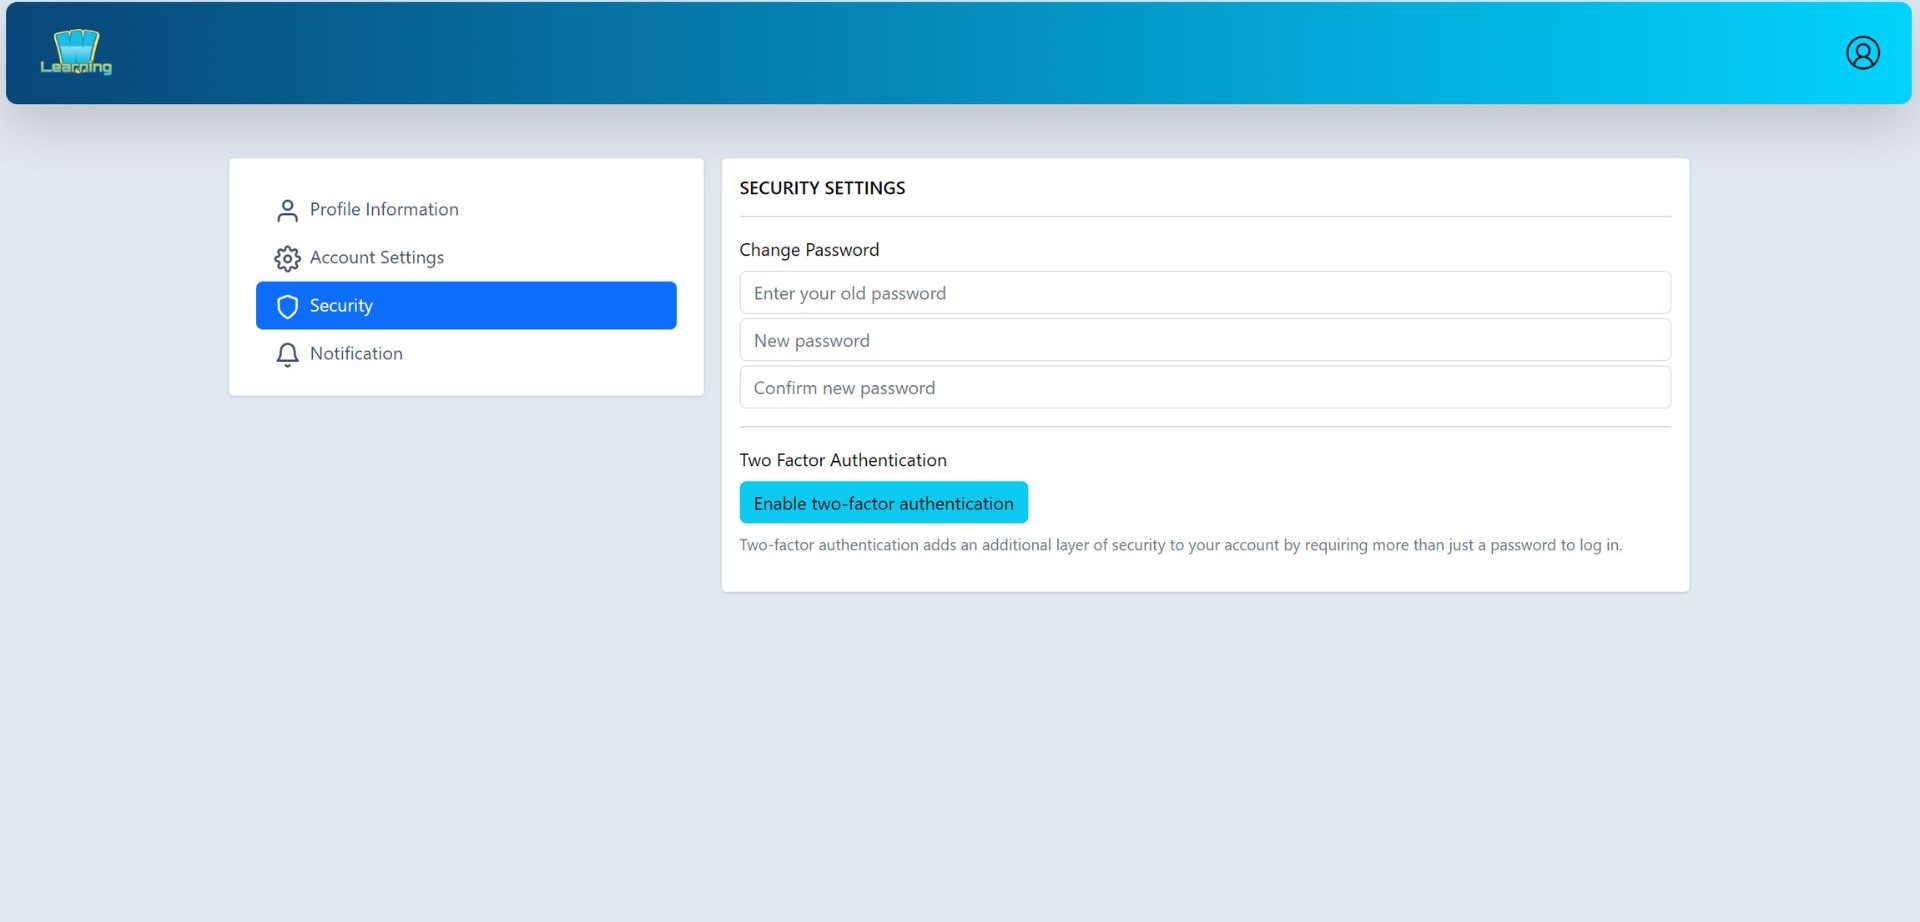 W
Learning
Profile Information
Account Settings
Security
Notification
SECURITY SETTINGS
Change Password
Enter your old password
New password
Confirm new password
Two Factor Authentication
Enable two-factor authentication
Two-factor authentication adds an additional layer of security to your account by requiring more than just a password to log in.